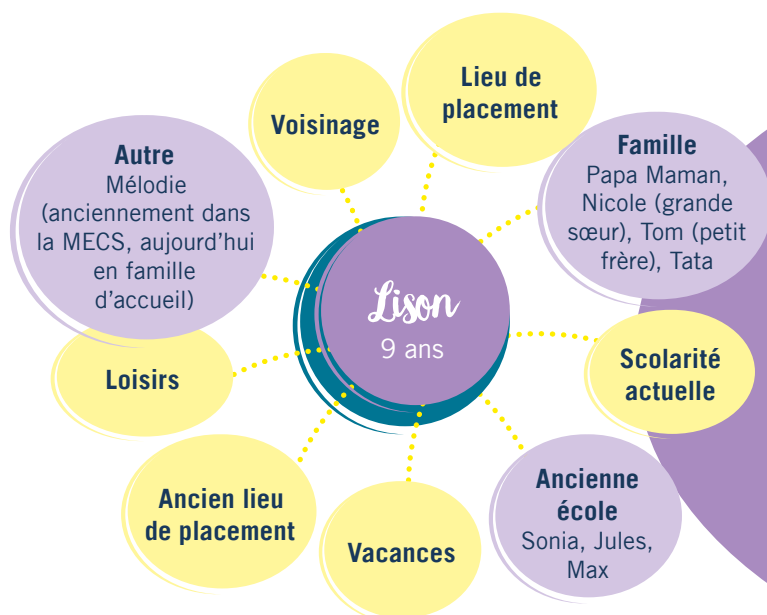 Lieu de
placement
Voisinage
Autre
Mélodie
(anciennement dans
la MECS, aujourd’hui
en famille
d’accueil)
Famille
Papa Maman,
Nicole (grande
sœur), Tom (petit
frère), Tata
Lison
9 ans
Loisirs
Scolarité
actuelle
Ancien lieu
de placement
Vacances
Ancienne
école
Sonia, Jules,
Max